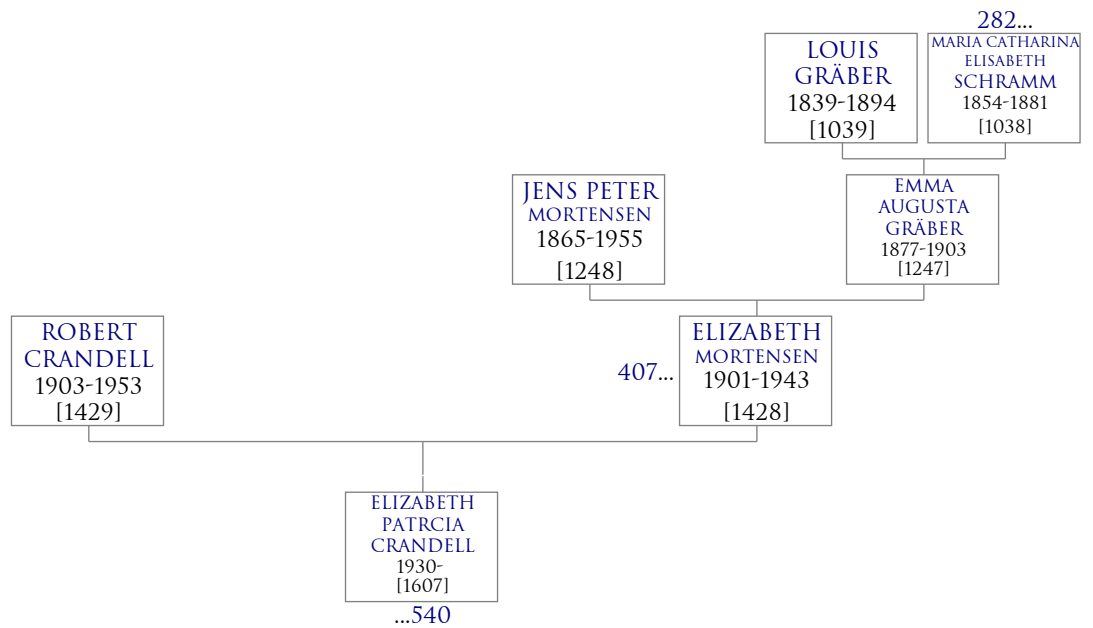 282...
LOUIS
GRÄBER
1839-1894
[1039]
MARIA CATHARINA
ELISABETH
SCHRAMM
1854-1881
[1038]
JENS PETER
MORTENSEN
1865-1955
[1248]
EMMA
AUGUSTA
GRÄBER
1877-1903
[1247]
ROBERT
CRANDELL
1903-1953
[1429]
407...
ELIZABETH
MORTENSEN
1901-1943
[1428]
ELIZABETH
PATRCIA
CRANDELL
1930-
[1607]
...540